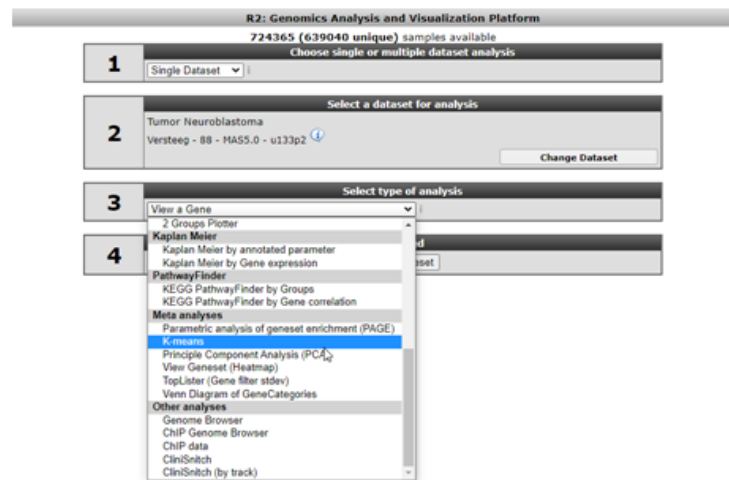 R2: Genomics Analysis and Visualization Platform
724365 (639040 unique) samples available
Choose single or multiple dataset analysis
1
Single Dataset
i
Select a dataset for analysis
2
Tumor Neuroblastoma
Versteeg - 88 - MAS5.0 - u133p2
i
Change Dataset
Select type of analysis
3
View a Gene
i
2 Groups Plotter
Kaplan Meier
Kaplan Meier by annotated parameter
Kaplan Meier by Gene expression
4
PathwayFinder
KEGG PathwayFinder by Groups
KEGG PathwayFinder by Gene correlation
Meta analyses
Parametric analysis of geneset enrichment (PAGE)
K-means
Principle Component Analysis (PCA)
View Geneset (Heatmap)
TopLister (Gene filter stdev)
Venn Diagram of GeneCategories
Other analyses
Genome Browser
ChIP Genome Browser
ChIP data
CliniSnitch
CliniSnitch (by track)